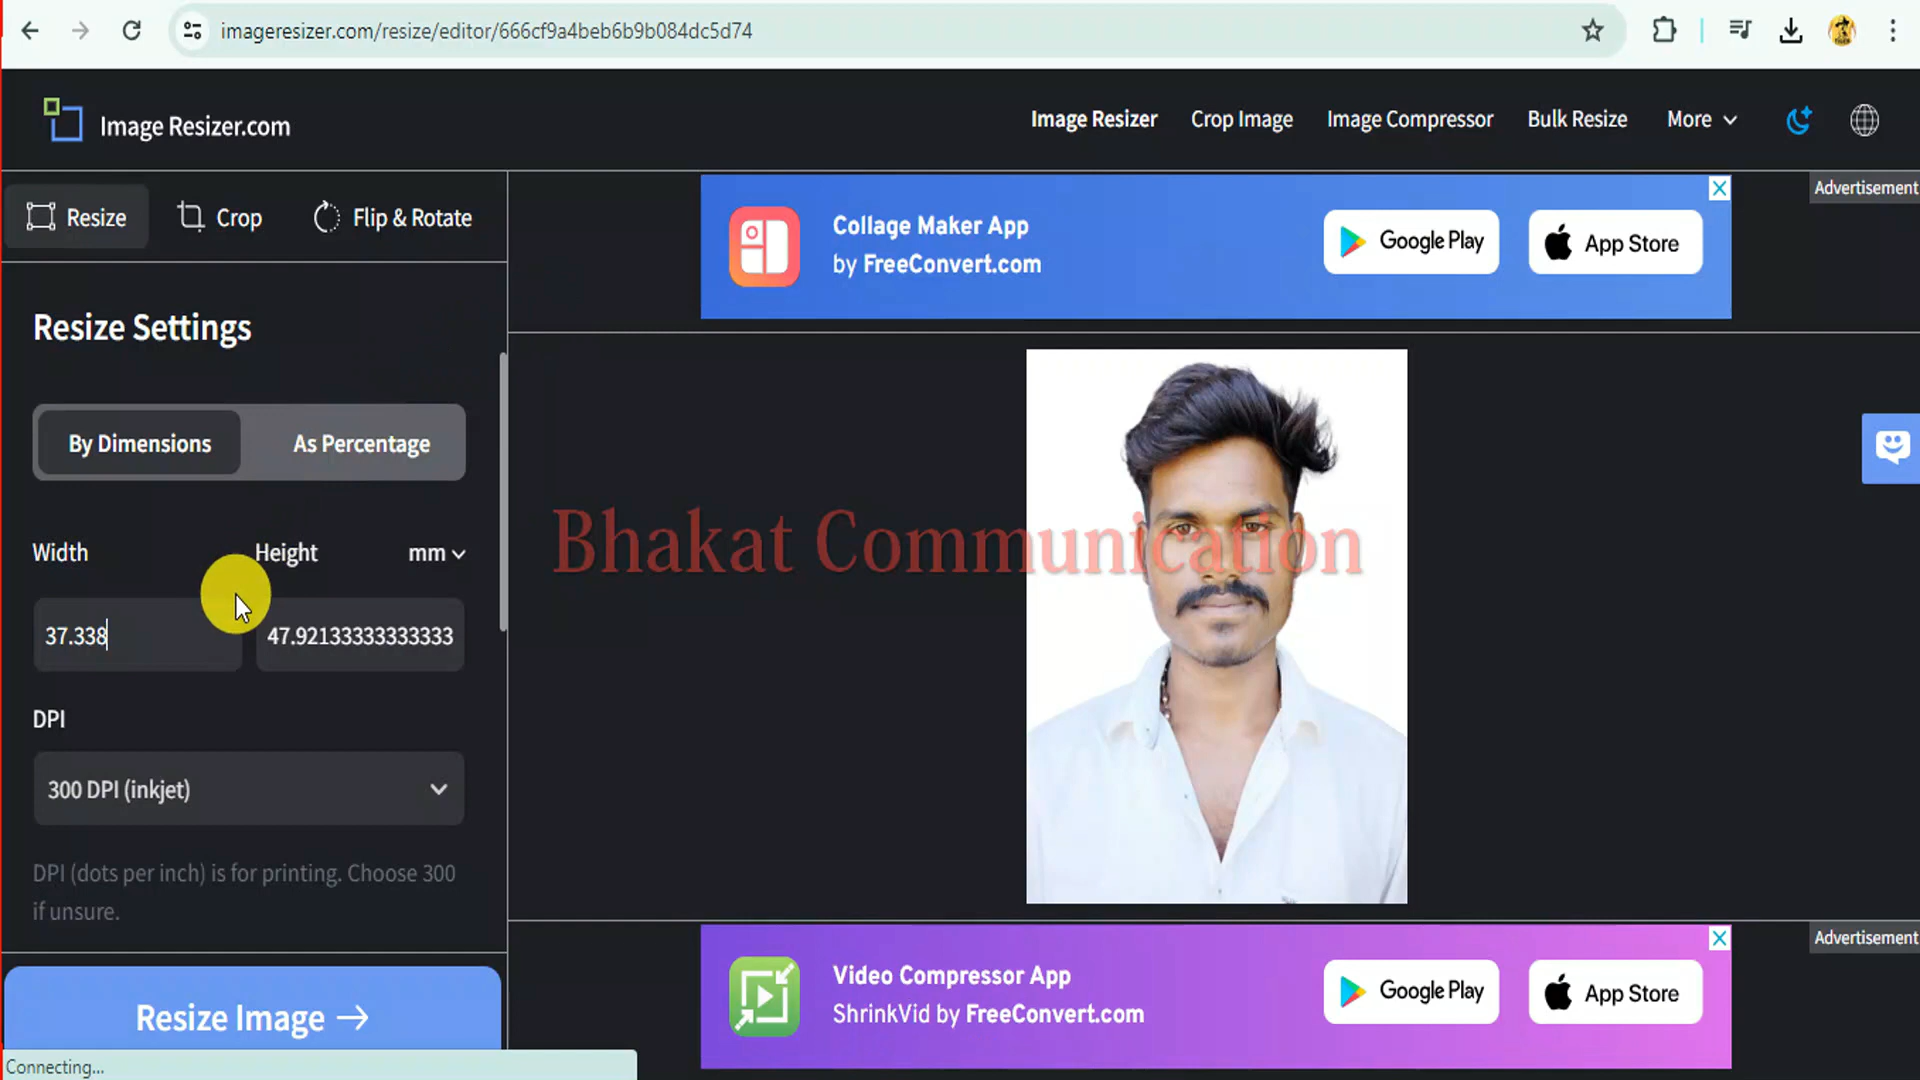 imageresizer.com/resize/editor/666cf9a4beb6b9b084dc5d74
Image Resizer.com
Image Resizer
Crop Image
Image Compressor
Bulk Resize
More
Resize
Crop
Flip & Rotate
Advertisement
Collage Maker App
by FreeConvert.com
Google Play
App Store
Resize Settings
By Dimensions
As Percentage
Bhakat Communication
Width
Height
mm
37.338
47.92133333333333
DPI
300 DPI (inkjet)
DPI (dots per inch) is for printing. Choose 300
if unsure.
Resize Image
Advertisement
Video Compressor App
ShrinkVid by FreeConvert.com
Google Play
App Store
Connecting...